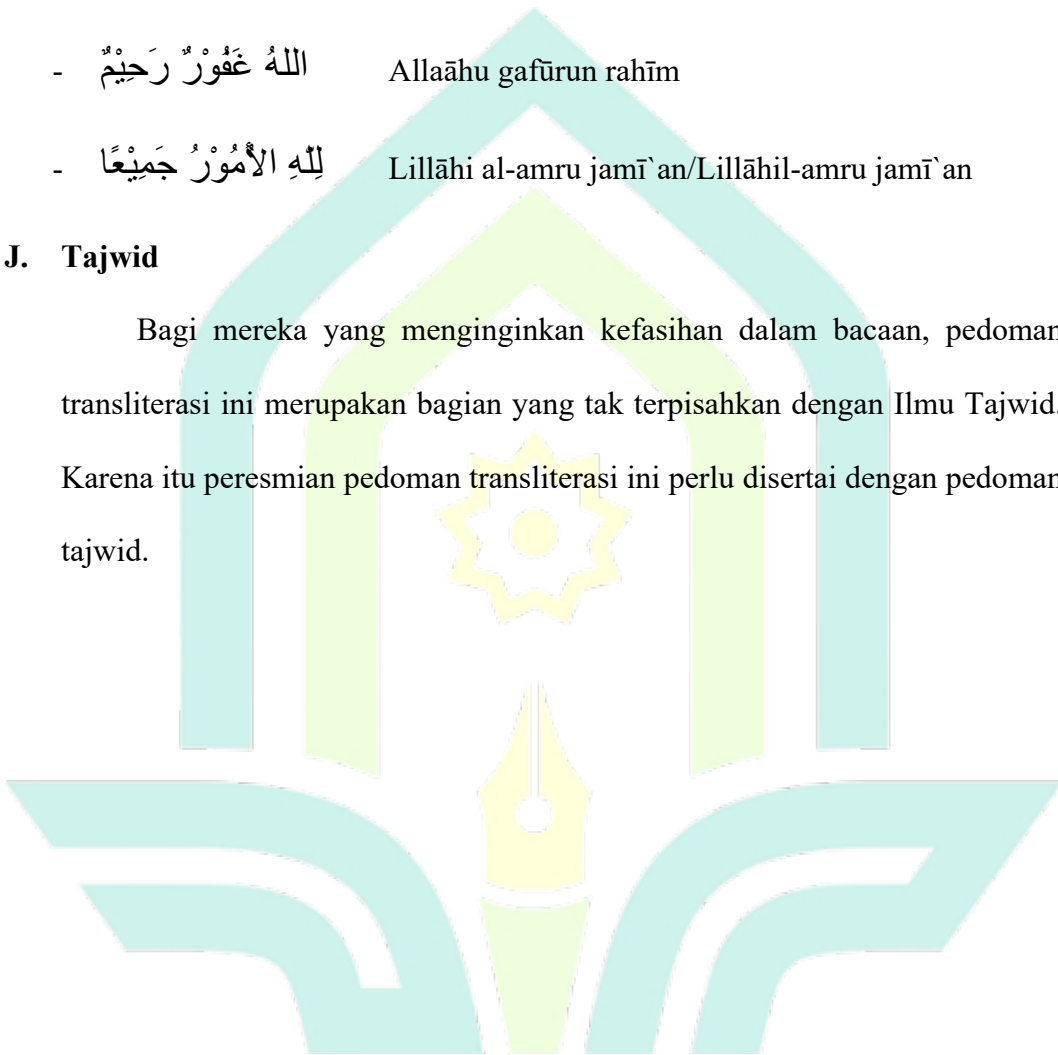 - اللهُ غَفُوْرٌ رَحِيْمٌ Allaāhu gafūrun rahīm
- لِلّٰهِ الأُمُوْرُ جَمِيْعًا Lillāhi al-amru jamī`an/Lillāhil-amru jamī`an
J. Tajwid
Bagi mereka yang menginginkan kefasihan dalam bacaan, pedoman
transliterasi ini merupakan bagian yang tak terpisahkan dengan Ilmu Tajwid.
Karena itu peresmian pedoman transliterasi ini perlu disertai dengan pedoman
tajwid.